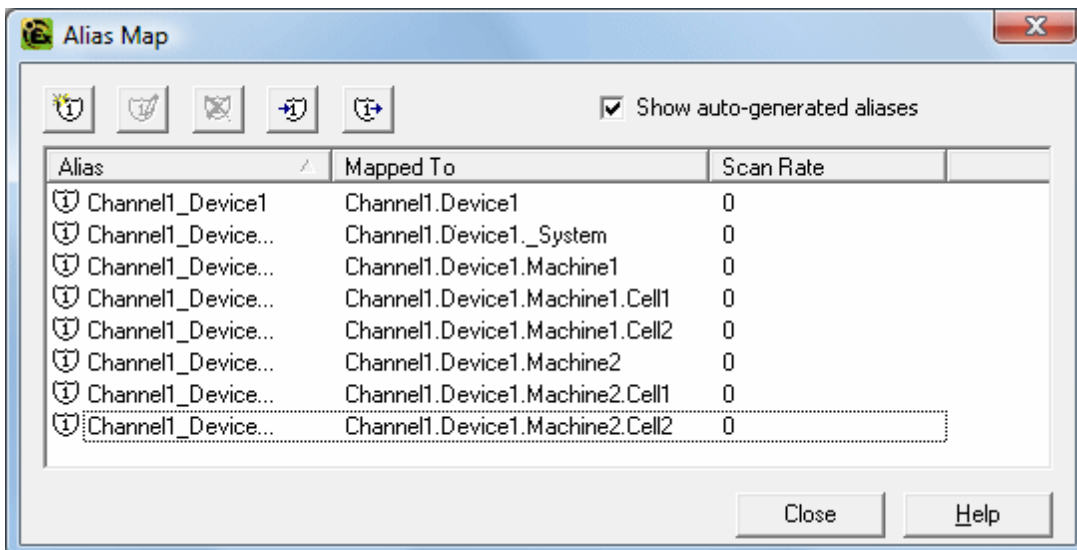 Alias Map
Show auto-generated aliases
Alias Mapped To Scan Rate
Channel1_Device1 Channel1.Device1 0
Channel1_Device... Channel1.Device1._System 0
Channel1_Device... Channel1.Device1.Machine1 0
Channel1_Device... Channel1.Device1.Machine1.Cell1 0
Channel1_Device... Channel1.Device1.Machine1.Cell2 0
Channel1_Device... Channel1.Device1.Machine2 0
Channel1_Device... Channel1.Device1.Machine2.Cell1 0
Channel1_Device... Channel1.Device1.Machine2.Cell2 0
Close Help